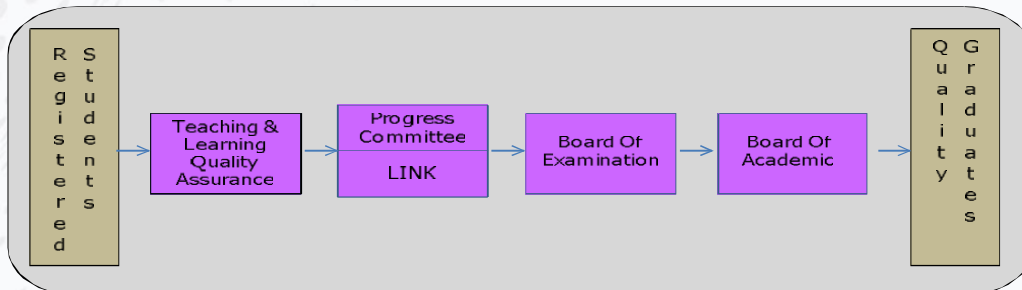 Registered
Students
Teaching &
Learning
Quality
Assurance
Progress
Committee
LINK
Board Of
Examination
Board Of
Academic
Quality
Graduates